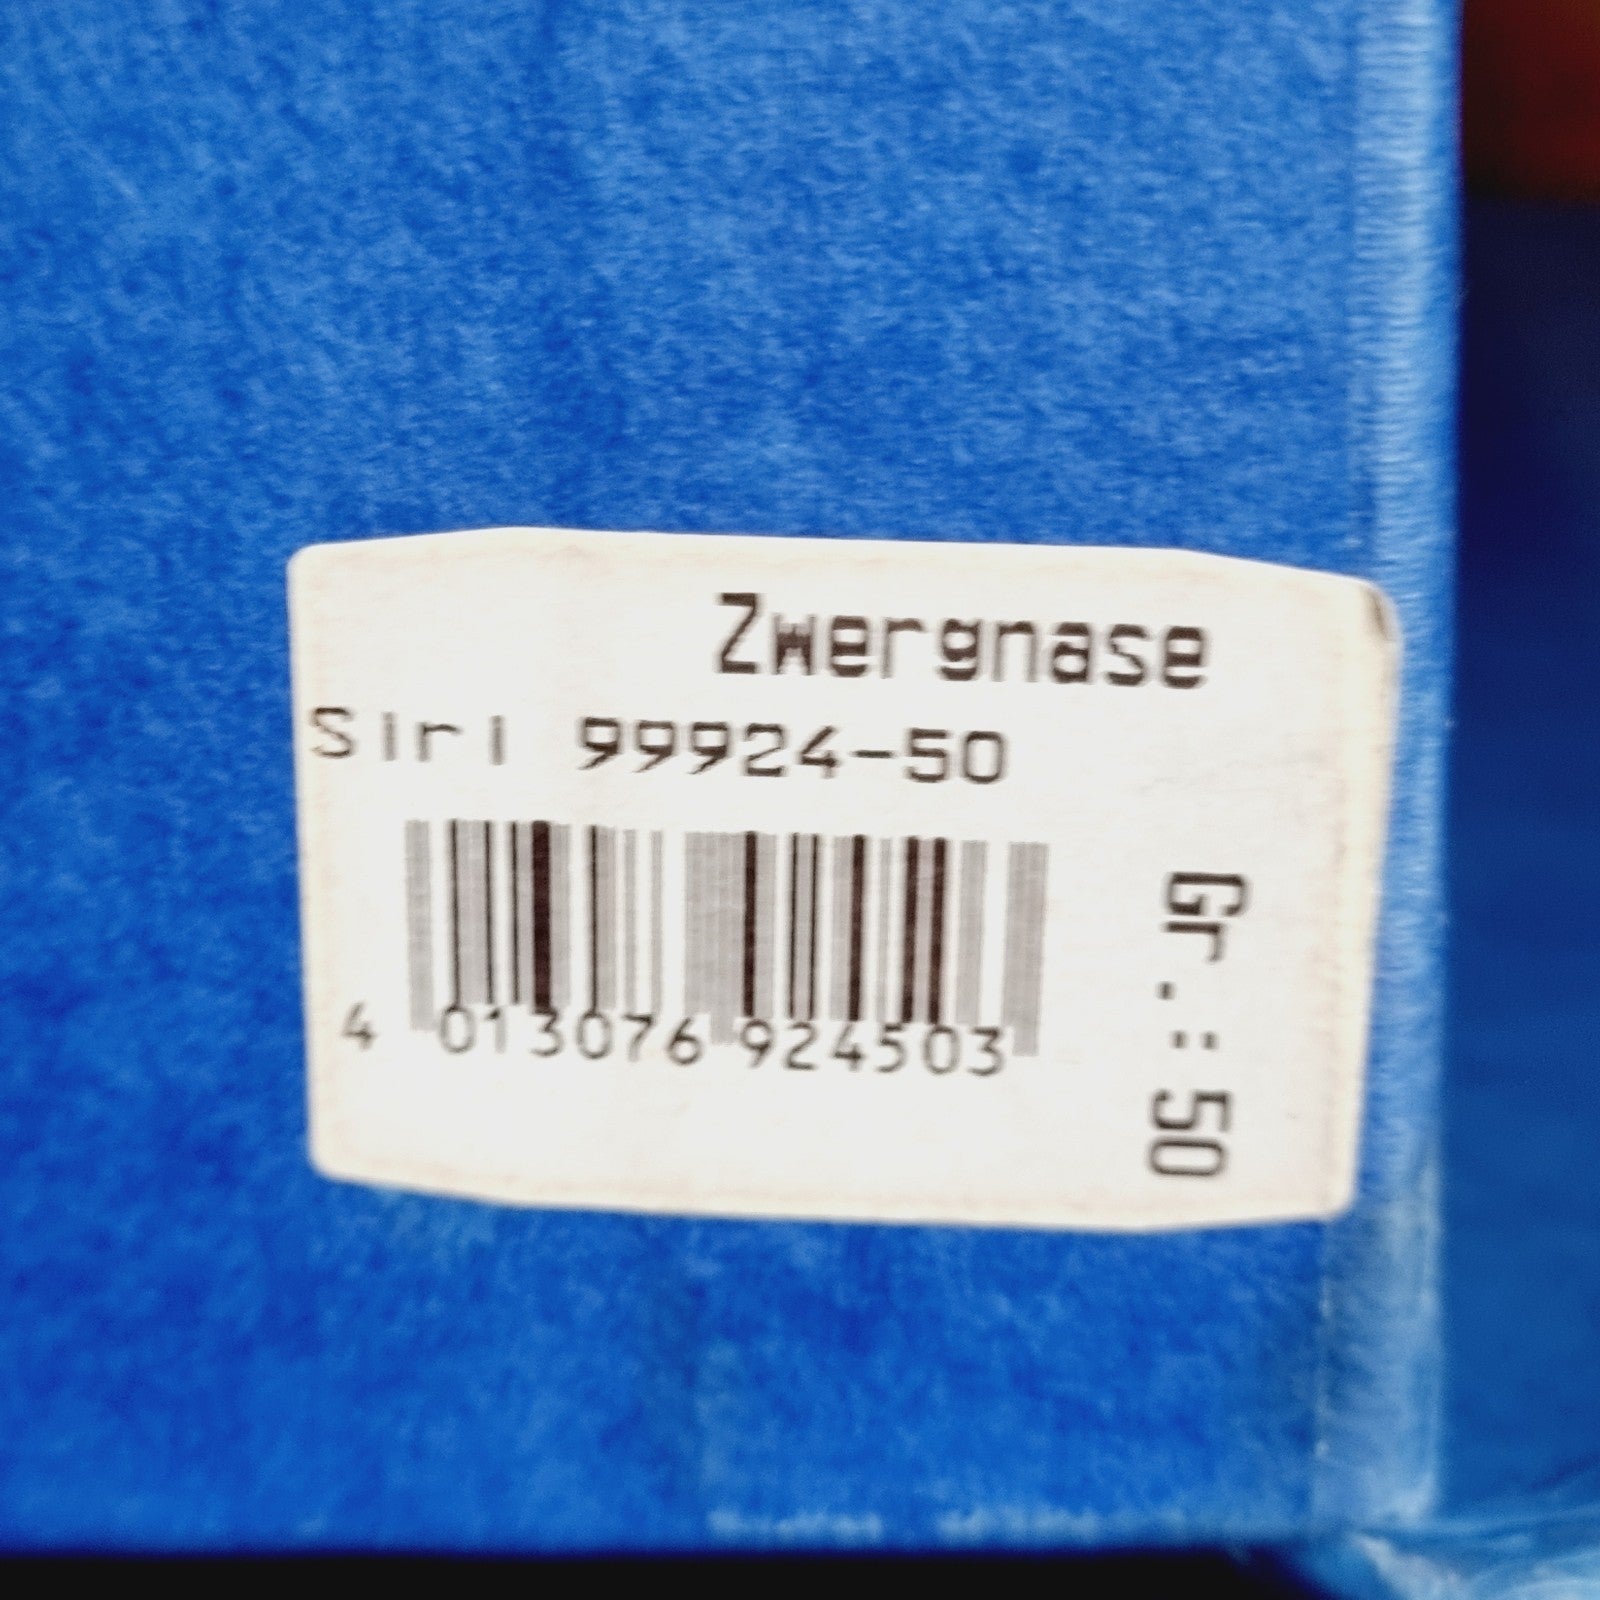 Zwergnase
Siri 99924-50
4 013076 924503
Gr.: 50